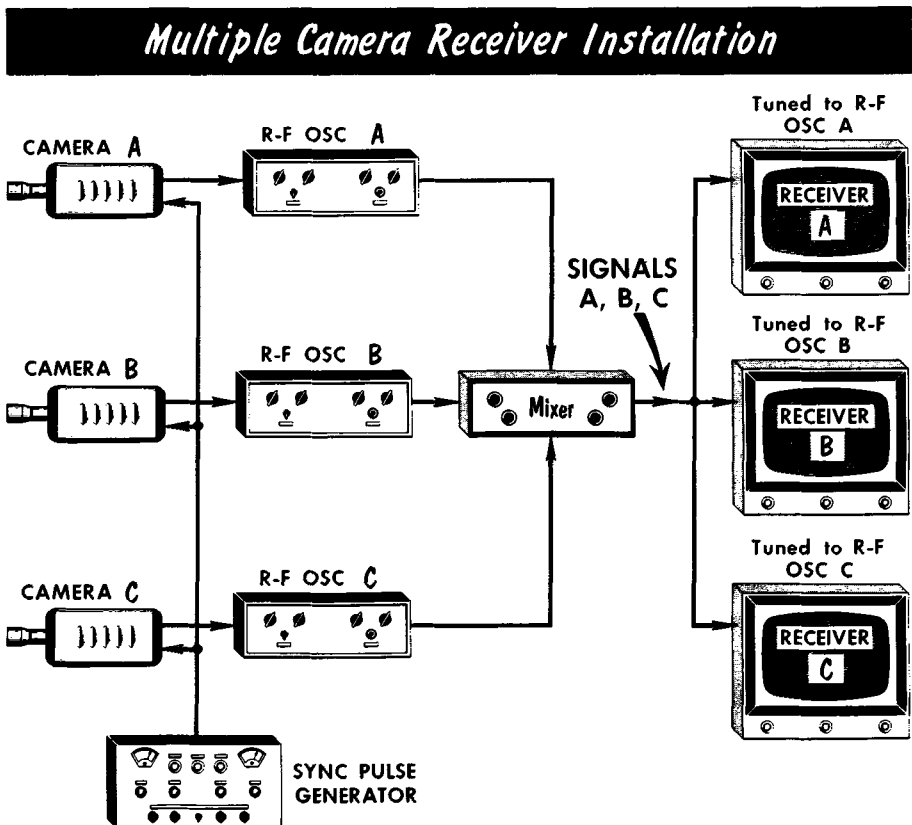 Multiple Camera Receiver Installation
CAMERA A
R-F OSC A
Tuned to R-F
OSC A
RECEIVER
A
SIGNALS
A, B, C
CAMERA B
R-F OSC B
Mixer
Tuned to R-F
OSC B
RECEIVER
B
CAMERA C
R-F OSC C
Tuned to R-F
OSC C
RECEIVER
C
SYNC PULSE
GENERATOR